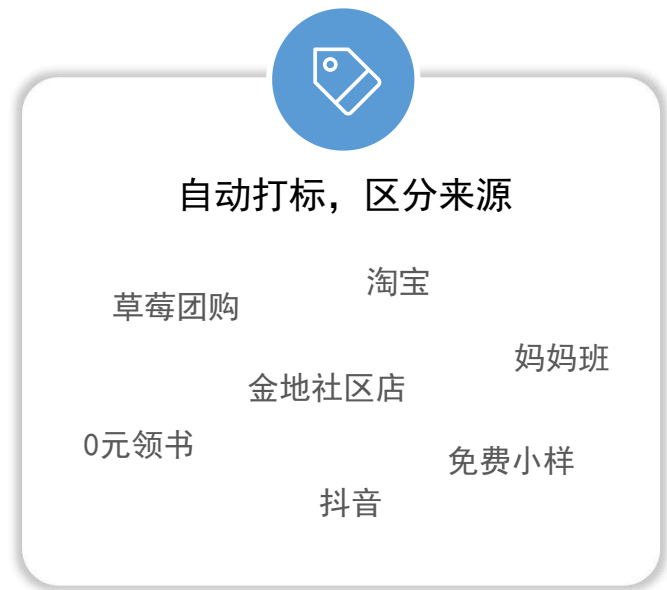 自动打标，区分来源
淘宝
草莓团购
妈妈班
金地社区店
0元领书
免费小样
抖音